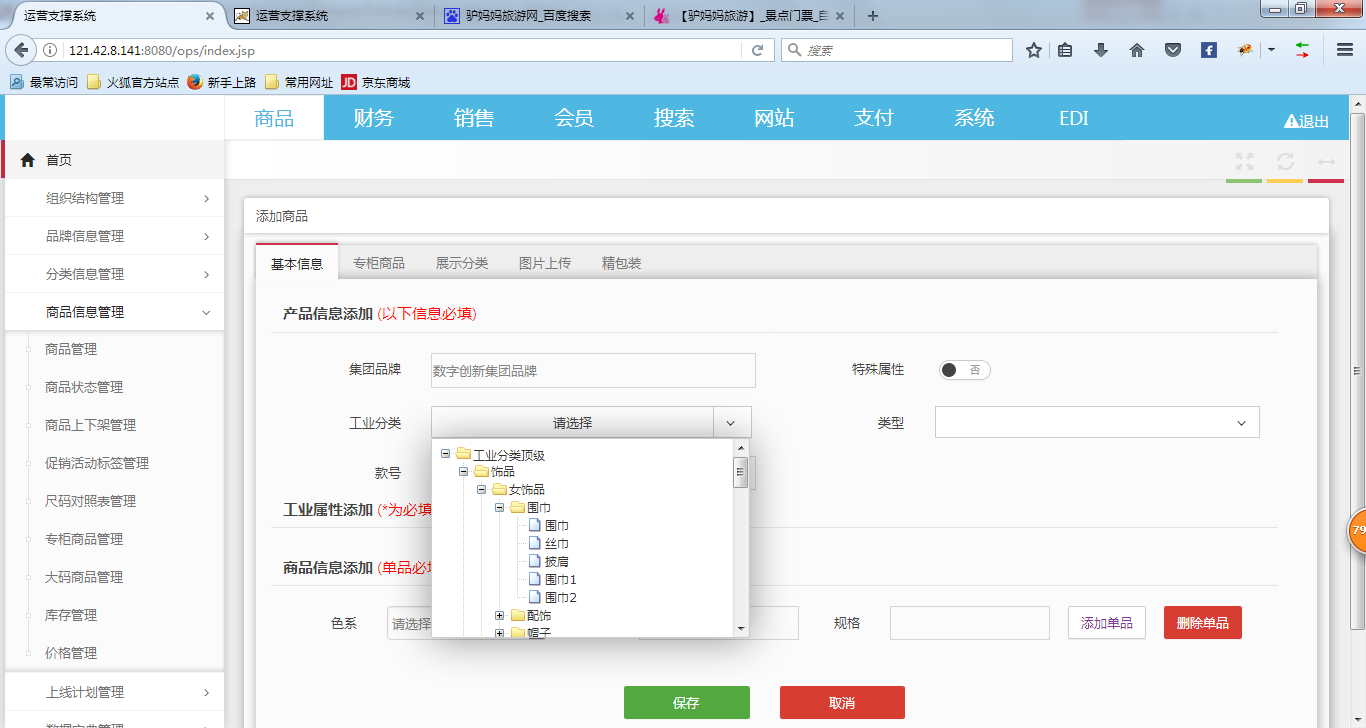 运营支撑系统 运营支撑系统 驴妈妈旅游网_百度搜索 【驴妈妈旅游】_景点门票_自
121.42.8.141:8080/ops/index.jsp 搜索
最常访问 火狐官方站点 新手上路 常用网址 JD 京东商城
商品 财务 销售 会员 搜索 网站 支付 系统 EDI 退出
首页
组织结构管理
品牌信息管理
分类信息管理
商品信息管理
商品管理
商品状态管理
商品上下架管理
促销活动标签管理
尺码对照表管理
专柜商品管理
大码商品管理
库存管理
价格管理
上线计划管理
数据字典管理
添加商品
基本信息 专柜商品 展示分类 图片上传 精包装
产品信息添加 (以下信息必填)
集团品牌 数字创新集团品牌 特殊属性 否
工业分类 请选择 类型
工业分类顶级
饰品
女饰品
围巾
围巾
丝巾
披肩
围巾1
围巾2
配饰
帽子
款号
工业属性添加 (*为必填
商品信息添加 (单品必填
色系 请选择 规格 添加单品 删除单品
保存 取消
79